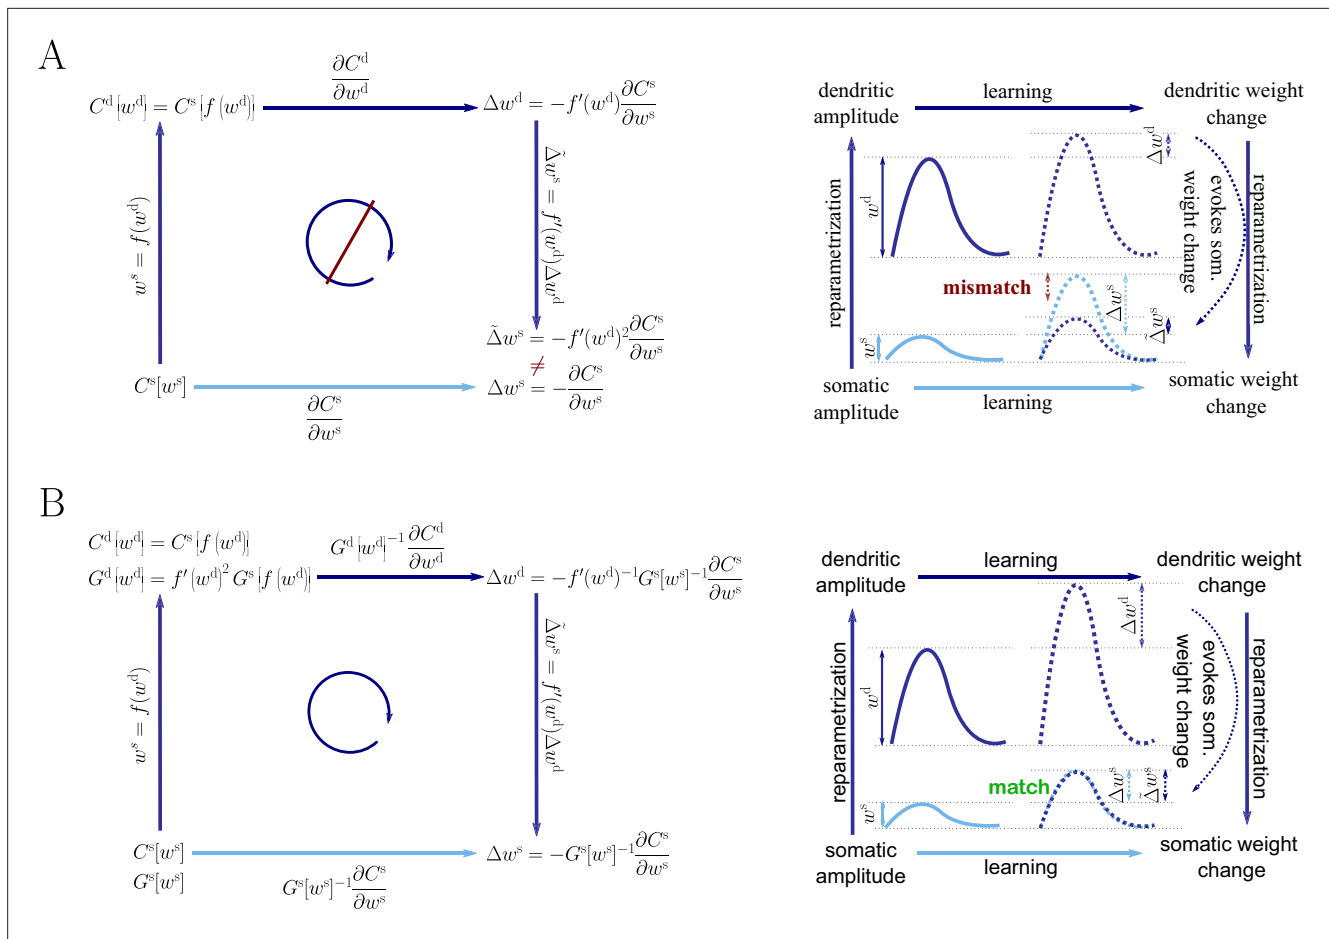 A
∂C^d
∂w^d
C^d[w^d] = C^s[f(w^d)]
Δw^d = −f′(w^d) ∂C^s/∂w^s
w^s = f(w^d)
Δ̃w^s = f′(w^d)Δw^d
Δ̃w^s = −f′(w^d)^2 ∂C^s/∂w^s
≠
C^s[w^s]
Δw^s = −∂C^s/∂w^s
∂C^s
∂w^s
dendritic
amplitude
learning
dendritic weight
change
reparametrization
w^d
Δw^d
evokes som.
weight change
reparametrization
mismatch
Δw^s
Δ̃w^s
w^s
somatic
amplitude
learning
somatic weight
change
B
C^d[w^d] = C^s[f(w^d)]
G^d[w^d]^−1 ∂C^d/∂w^d
G^d[w^d] = f′(w^d)^2 G^s[f(w^d)]
Δw^d = −f′(w^d)^−1 G^s[w^s]^−1 ∂C^s/∂w^s
w^s = f(w^d)
Δ̃w^s = f′(w^d)Δw^d
C^s[w^s]
G^s[w^s]
Δw^s = −G^s[w^s]^−1 ∂C^s/∂w^s
G^s[w^s]^−1 ∂C^s/∂w^s
dendritic
amplitude
learning
dendritic weight
change
reparametrization
w^d
Δw^d
evokes som.
weight change
reparametrization
match
Δw^s
Δ̃w^s
w^s
somatic
amplitude
learning
somatic weight
change